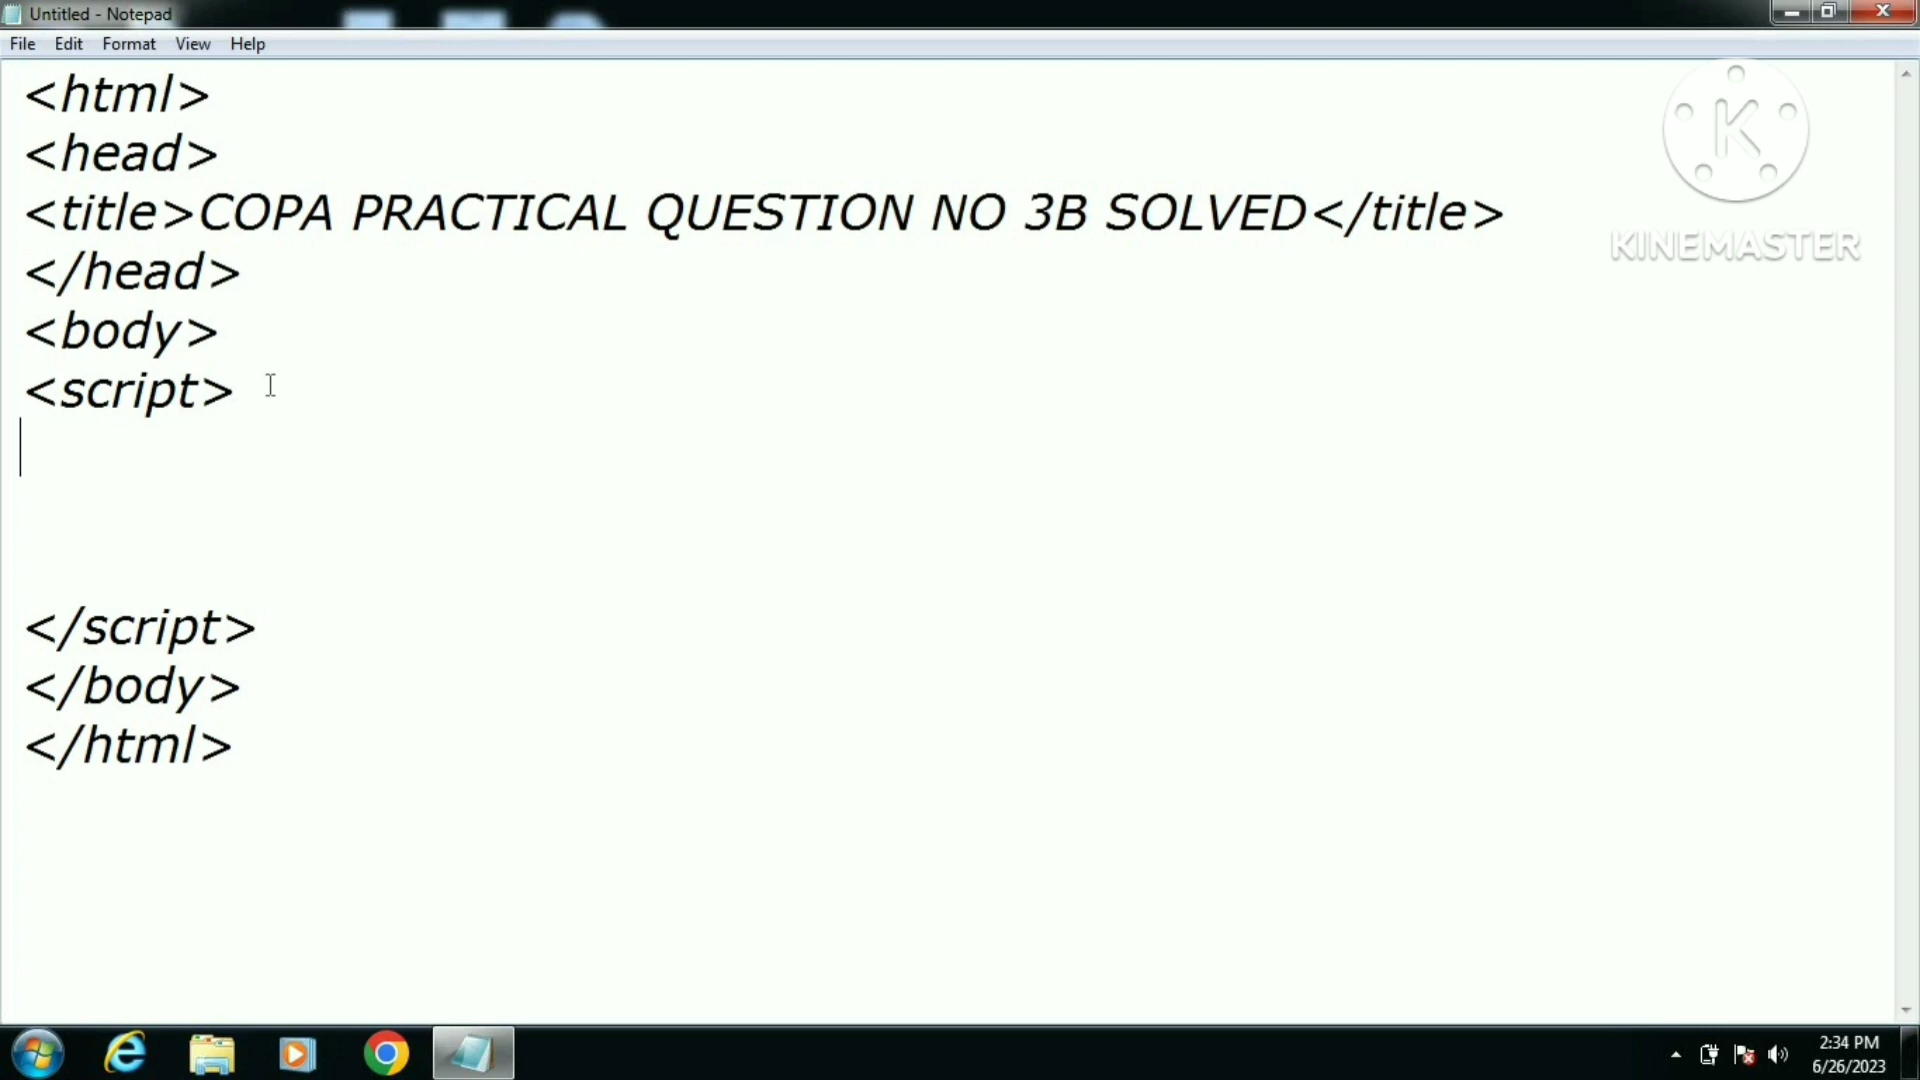 Untitled - Notepad
File Edit Format View Help
<html>
<head>
<title>COPA PRACTICAL QUESTION NO 3B SOLVED</title>
</head>
<body>
<script>
</script>
</body>
</html>
K
KINEMASTER
2:34 PM
6/26/2023